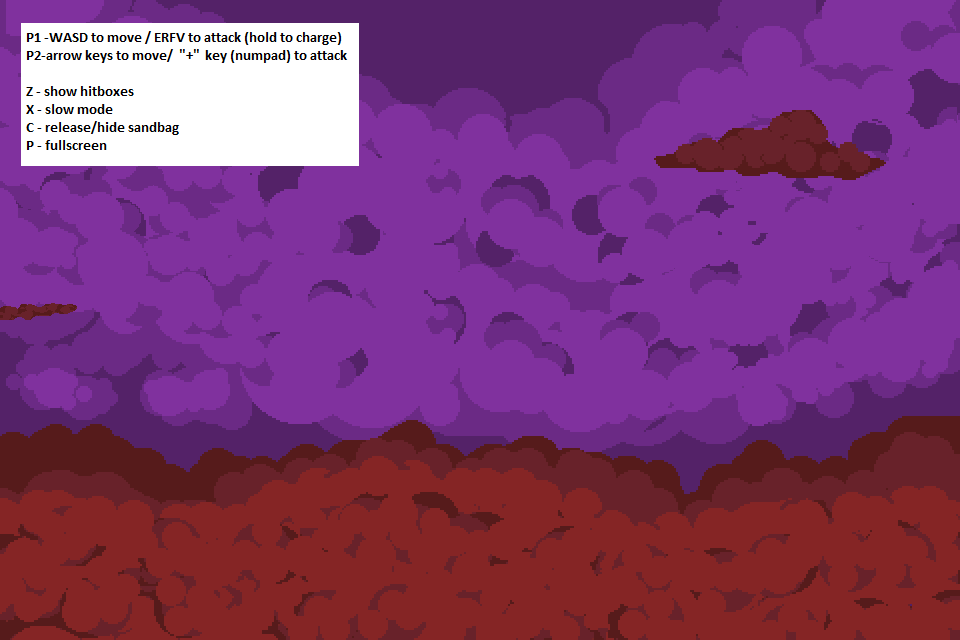 P1 -WASD to move / ERFV to attack (hold to charge)
P2-arrow keys to move/  "+"  key (numpad) to attack
Z - show hitboxes
X - slow mode
C - release/hide sandbag
P - fullscreen